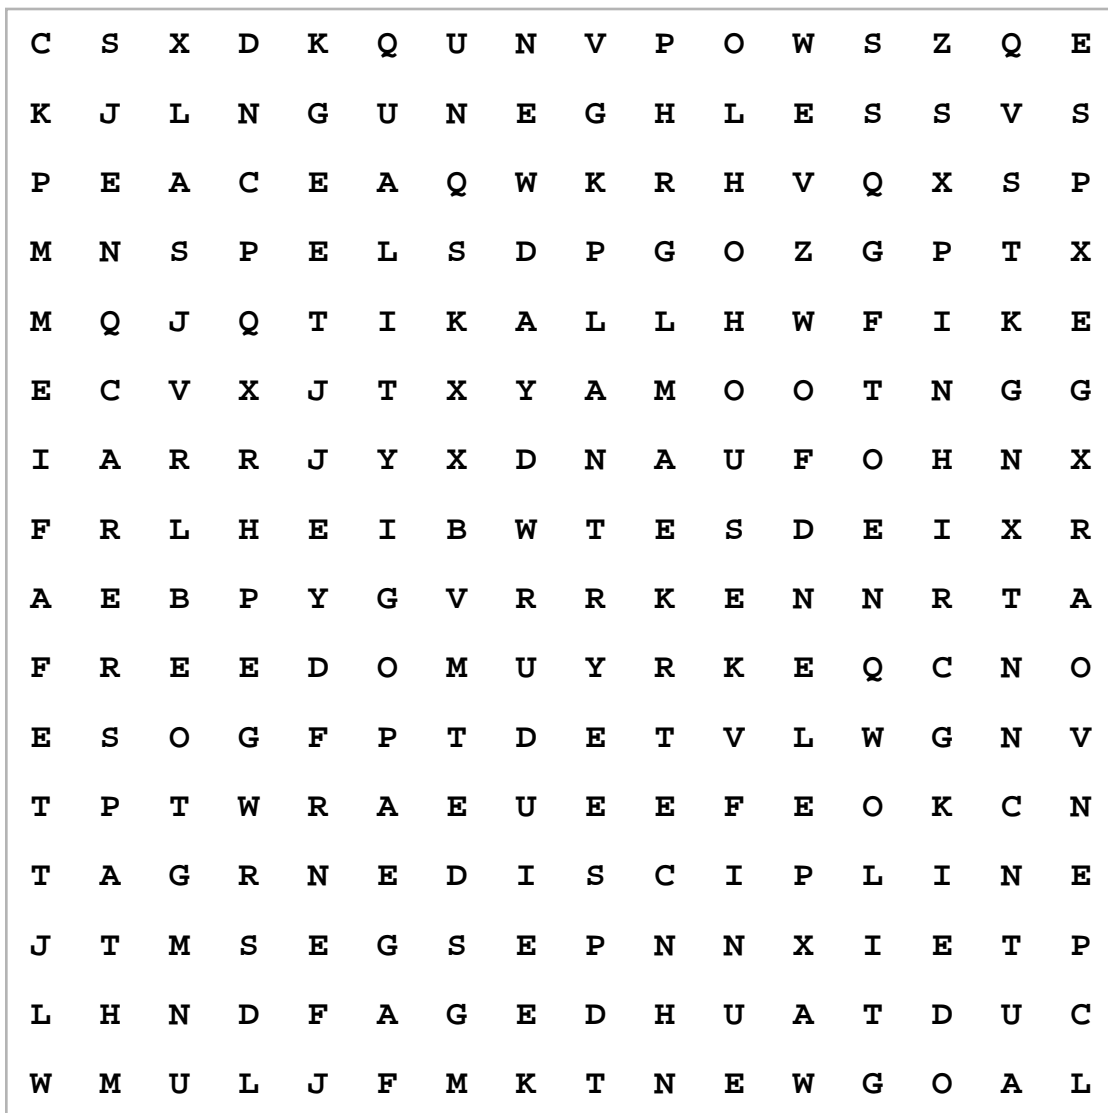 C S X D K Q U N V P O W S Z Q E
K J L N G U N E G H L E S S V S
P E A C E A Q W K R H V Q X S P
M N S P E L S D P G O Z G P T X
M Q J Q T I K A L L H W F I K E
E C V X J T X Y A M O O T N G G
I A R R J Y X D N A U F O H N X
F R L H E I B W T E S D E I X R
A E B P Y G V R R K E N N R T A
F R E E D O M U Y R K E Q C N O
E S O G F P T D E T V L W G N V
T P T W R A E U E E F E O K C N
T A G R N E D I S C I P L I N E
J T M S E G S E P N N X I E T P
L H N D F A G E D H U A T D U C
W M U L J F M K T N E W G O A L